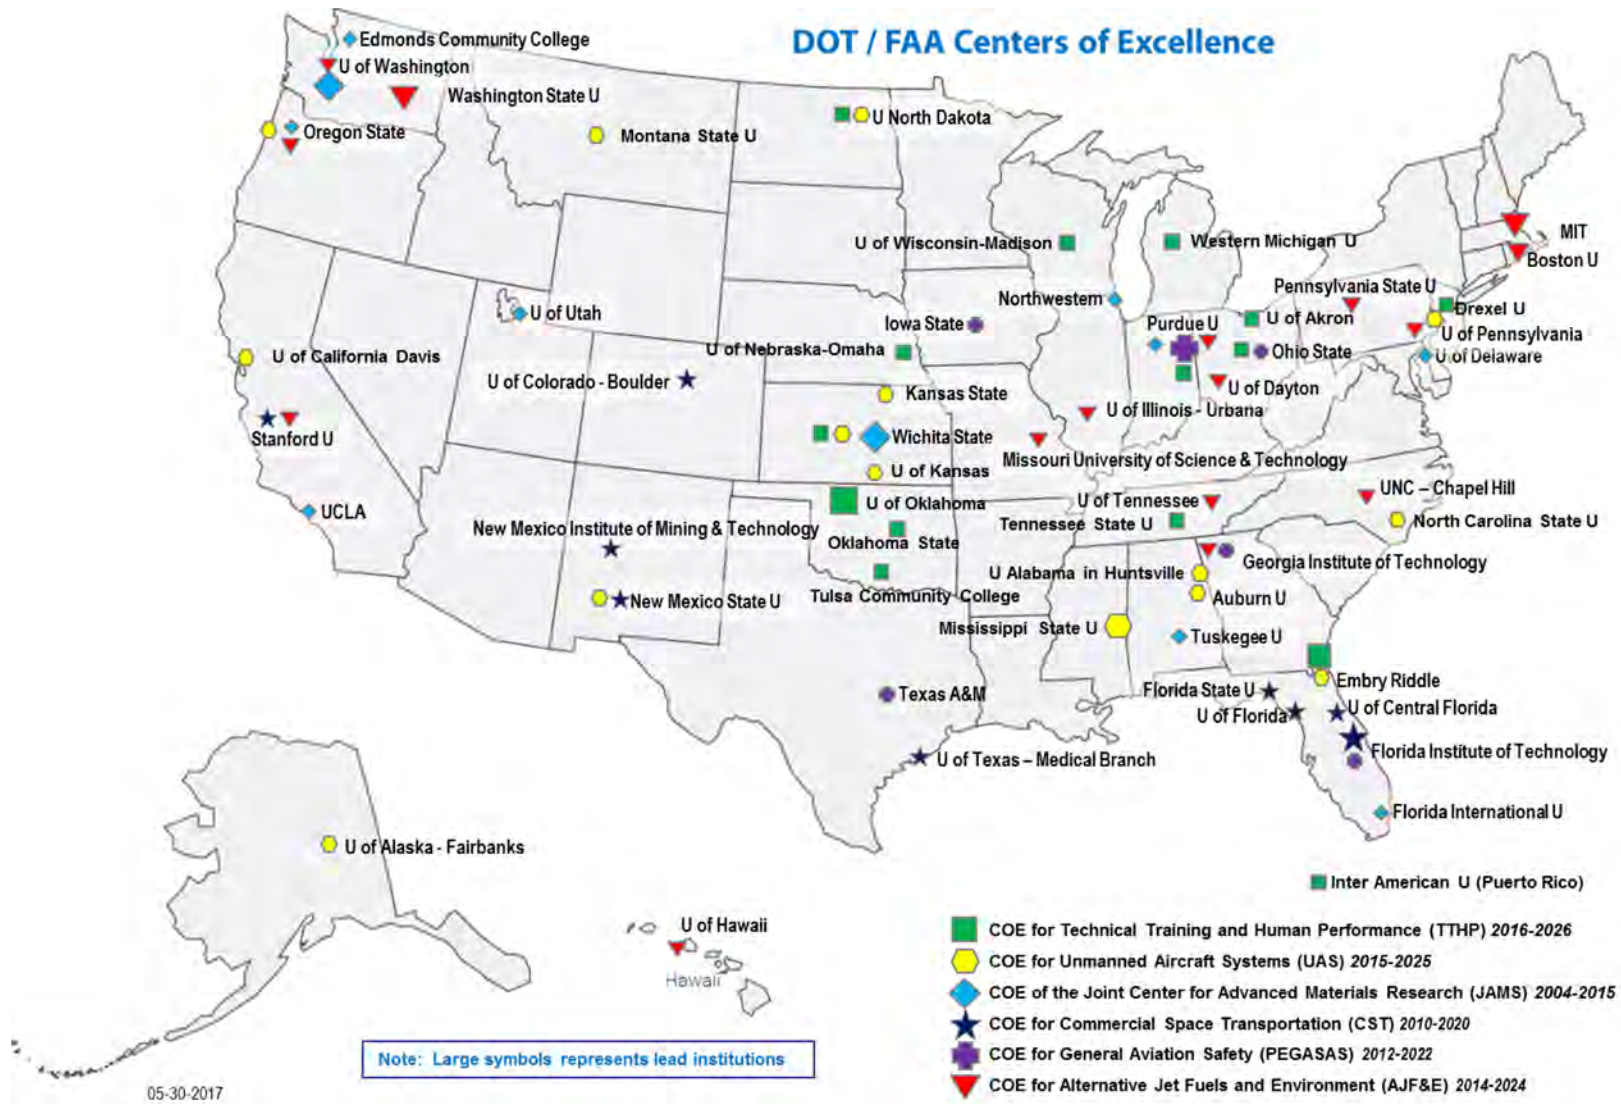 DOT / FAA Centers of Excellence
Edmonds Community College
U of Washington
Washington State U
Oregon State
Montana State U
U North Dakota
U of Wisconsin-Madison
Western Michigan U
MIT
Boston U
Pennsylvania State U
Northwestern
U of Utah
Iowa State
Purdue U
U of Akron
Drexel U
U of Pennsylvania
U of California Davis
U of Nebraska-Omaha
Ohio State
U of Delaware
U of Colorado - Boulder
Kansas State
U of Dayton
U of Illinois - Urbana
Stanford U
Wichita State
Missouri University of Science & Technology
U of Kansas
UCLA
U of Oklahoma
U of Tennessee
UNC – Chapel Hill
New Mexico Institute of Mining & Technology
Oklahoma State
Tennessee State U
North Carolina State U
Georgia Institute of Technology
U Alabama in Huntsville
New Mexico State U
Tulsa Community College
Auburn U
Mississippi State U
Tuskegee U
Texas A&M
Florida State U
Embry Riddle
U of Florida
U of Central Florida
U of Texas – Medical Branch
Florida Institute of Technology
Florida International U
U of Alaska - Fairbanks
Inter American U (Puerto Rico)
U of Hawaii
Hawaii
COE for Technical Training and Human Performance (TTHP) 2016-2026
COE for Unmanned Aircraft Systems (UAS) 2015-2025
COE of the Joint Center for Advanced Materials Research (JAMS) 2004-2015
COE for Commercial Space Transportation (CST) 2010-2020
COE for General Aviation Safety (PEGASAS) 2012-2022
COE for Alternative Jet Fuels and Environment (AJF&E) 2014-2024
Note: Large symbols represents lead institutions
05-30-2017